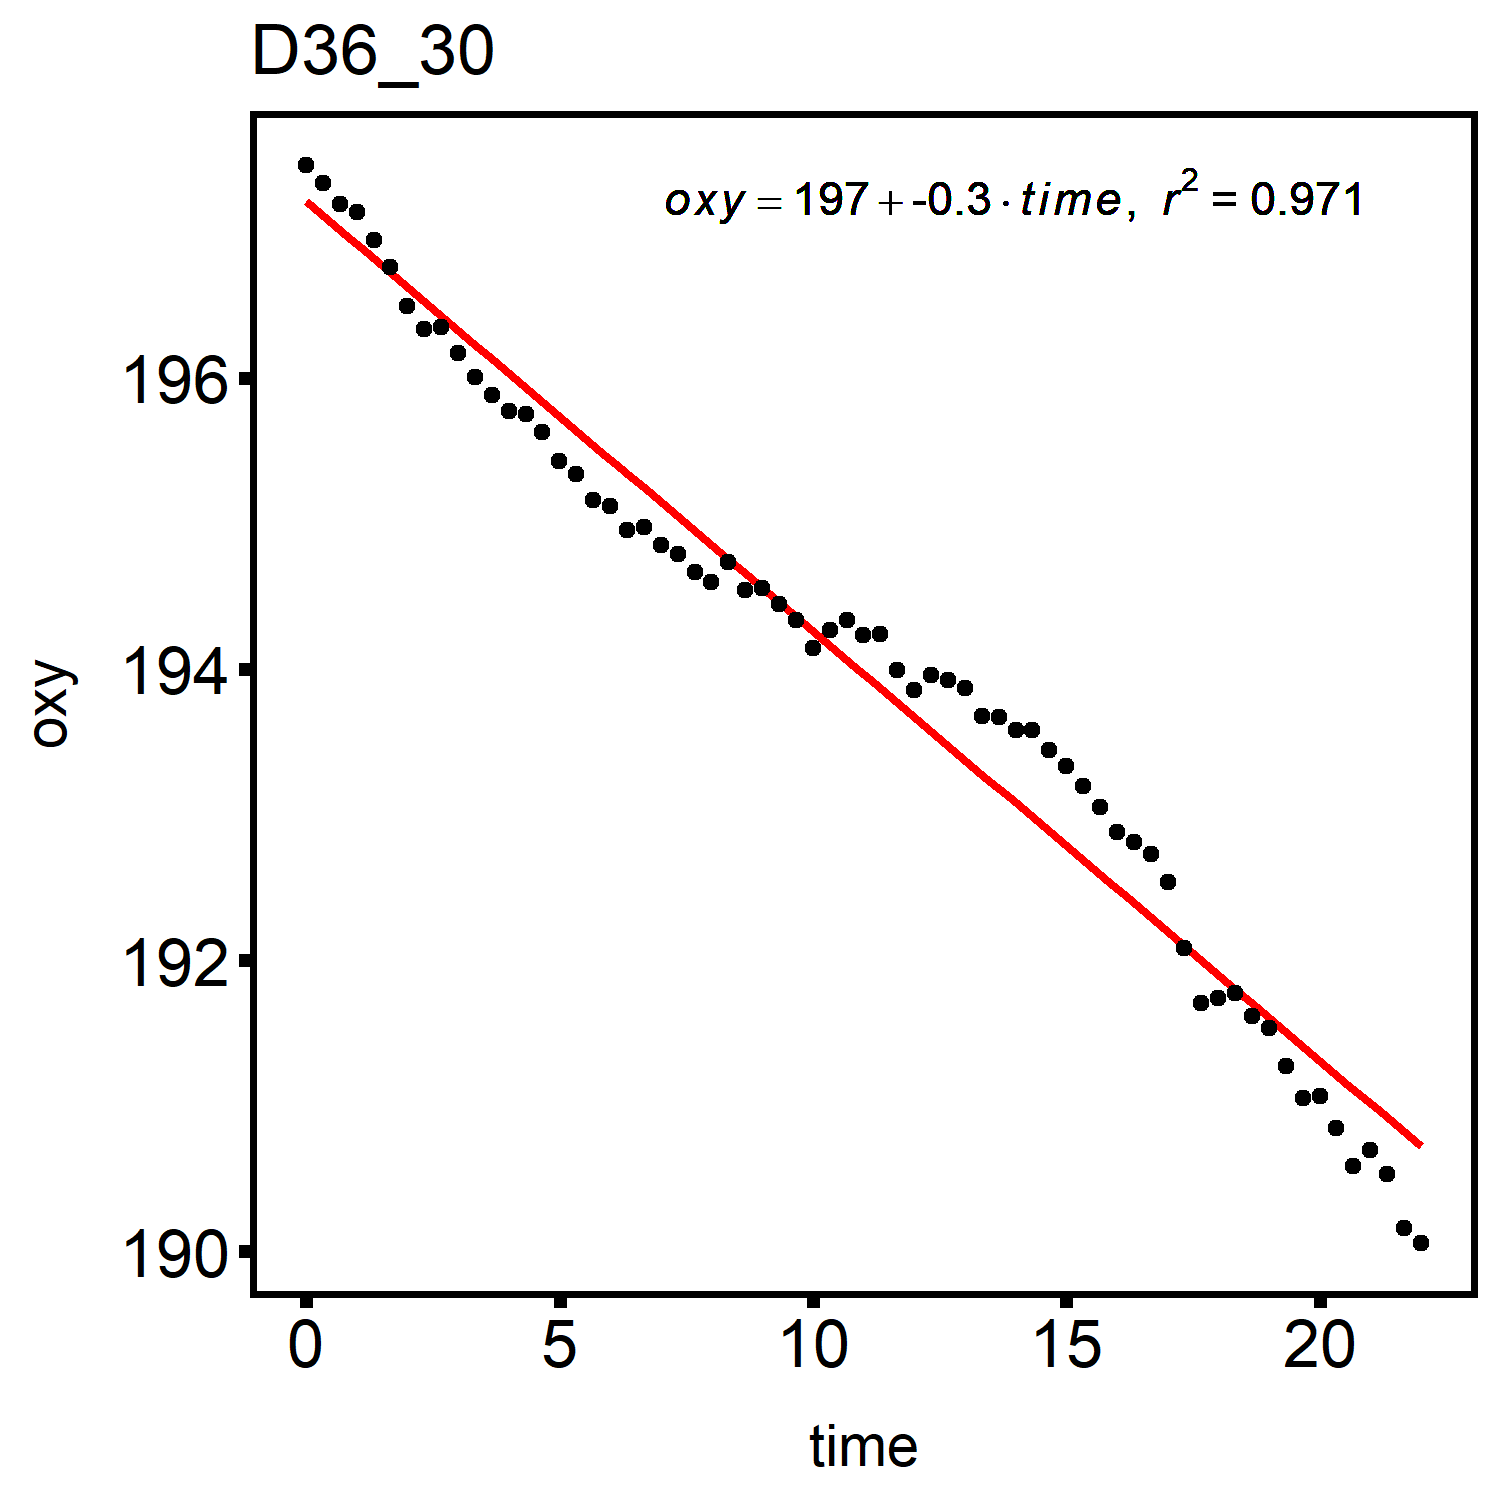 D36_30
oxy = 197 + -0.3 · time, r² = 0.971
196
194
192
190
oxy
0 5 10 15 20
time